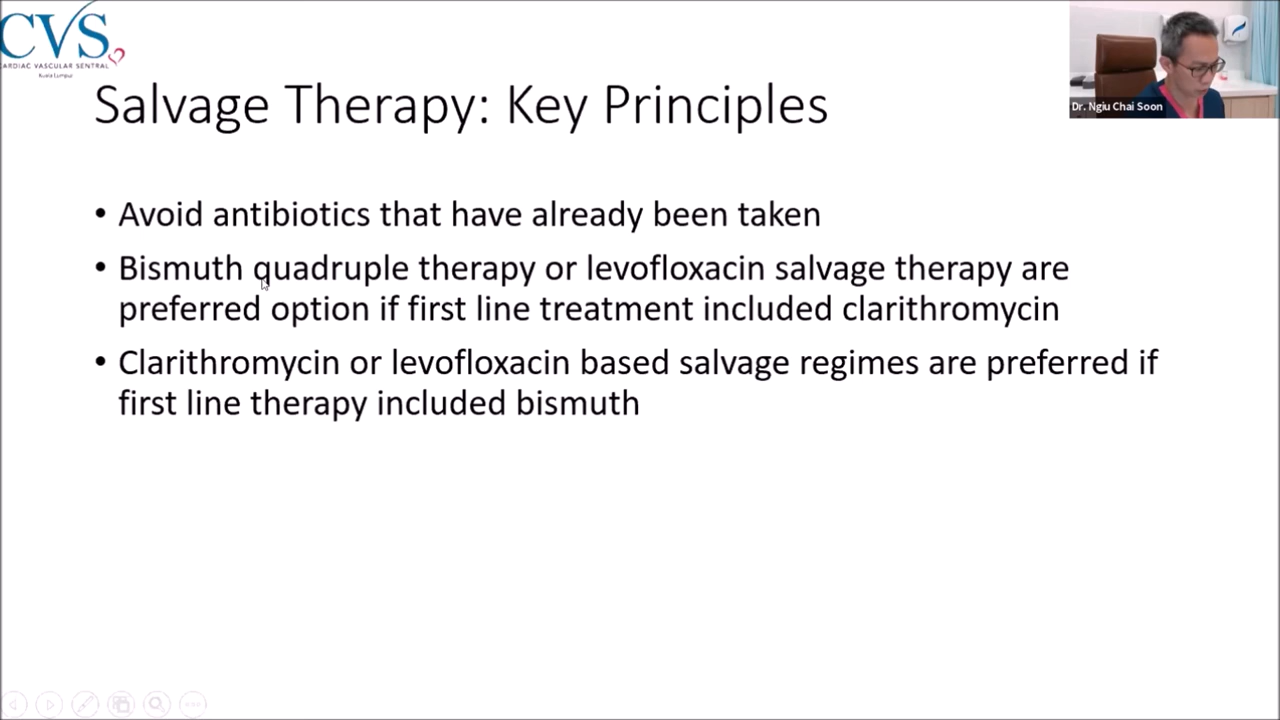 CVS
CARDIAC VASCULAR SENTRAL
Kuala Lumpur
Dr. Ngiu Chai Soon
Salvage Therapy: Key Principles
• Avoid antibiotics that have already been taken
• Bismuth quadruple therapy or levofloxacin salvage therapy are
preferred option if first line treatment included clarithromycin
• Clarithromycin or levofloxacin based salvage regimes are preferred if
first line therapy included bismuth